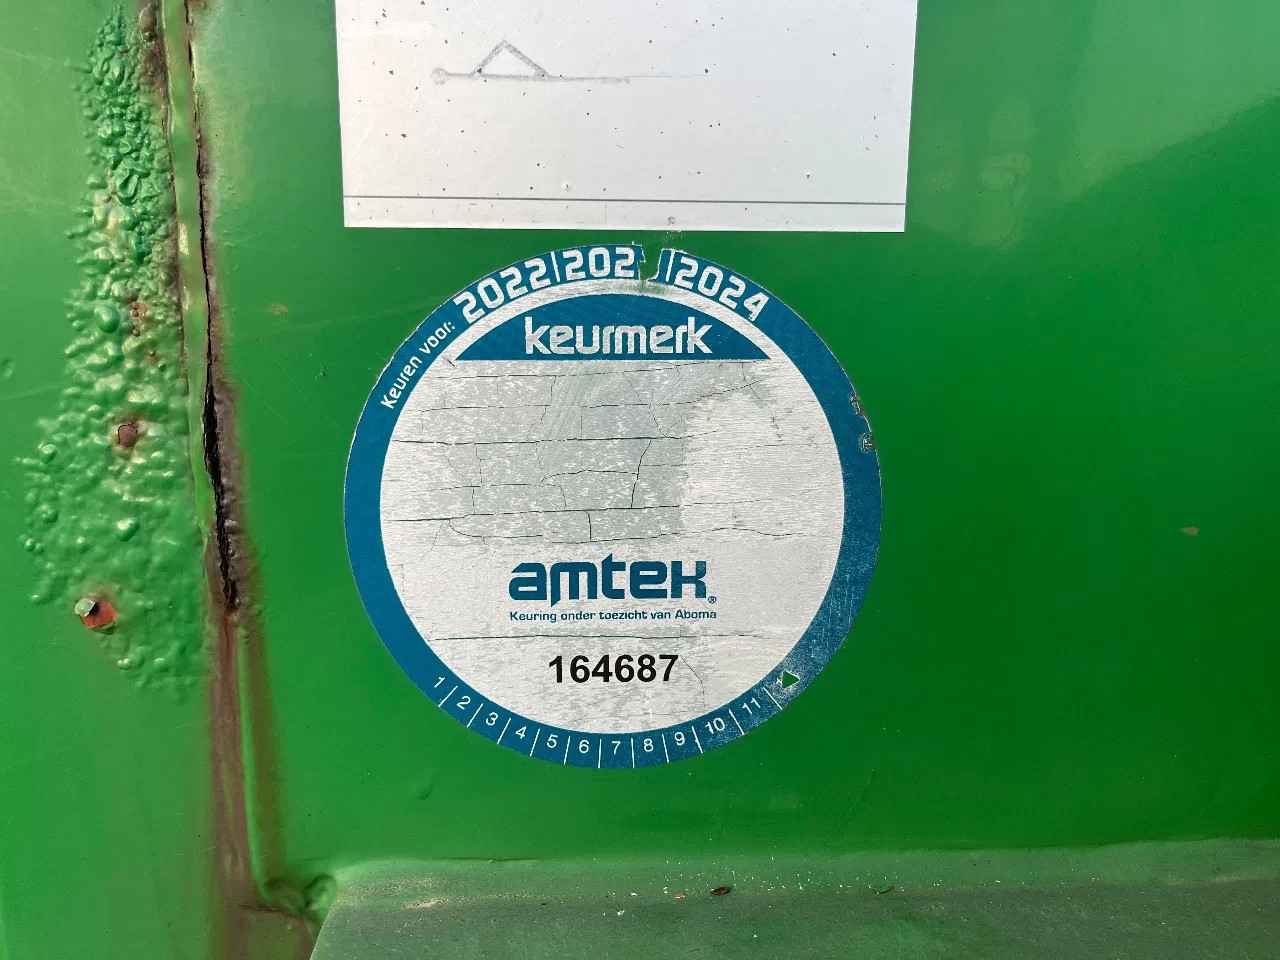 Keuren voor: 2022 | 202 | 2024
keurmerk
amtek®
Keuring onder toezicht van Aboma
164687
1 2 3 4 5 6 7 8 9 10 11